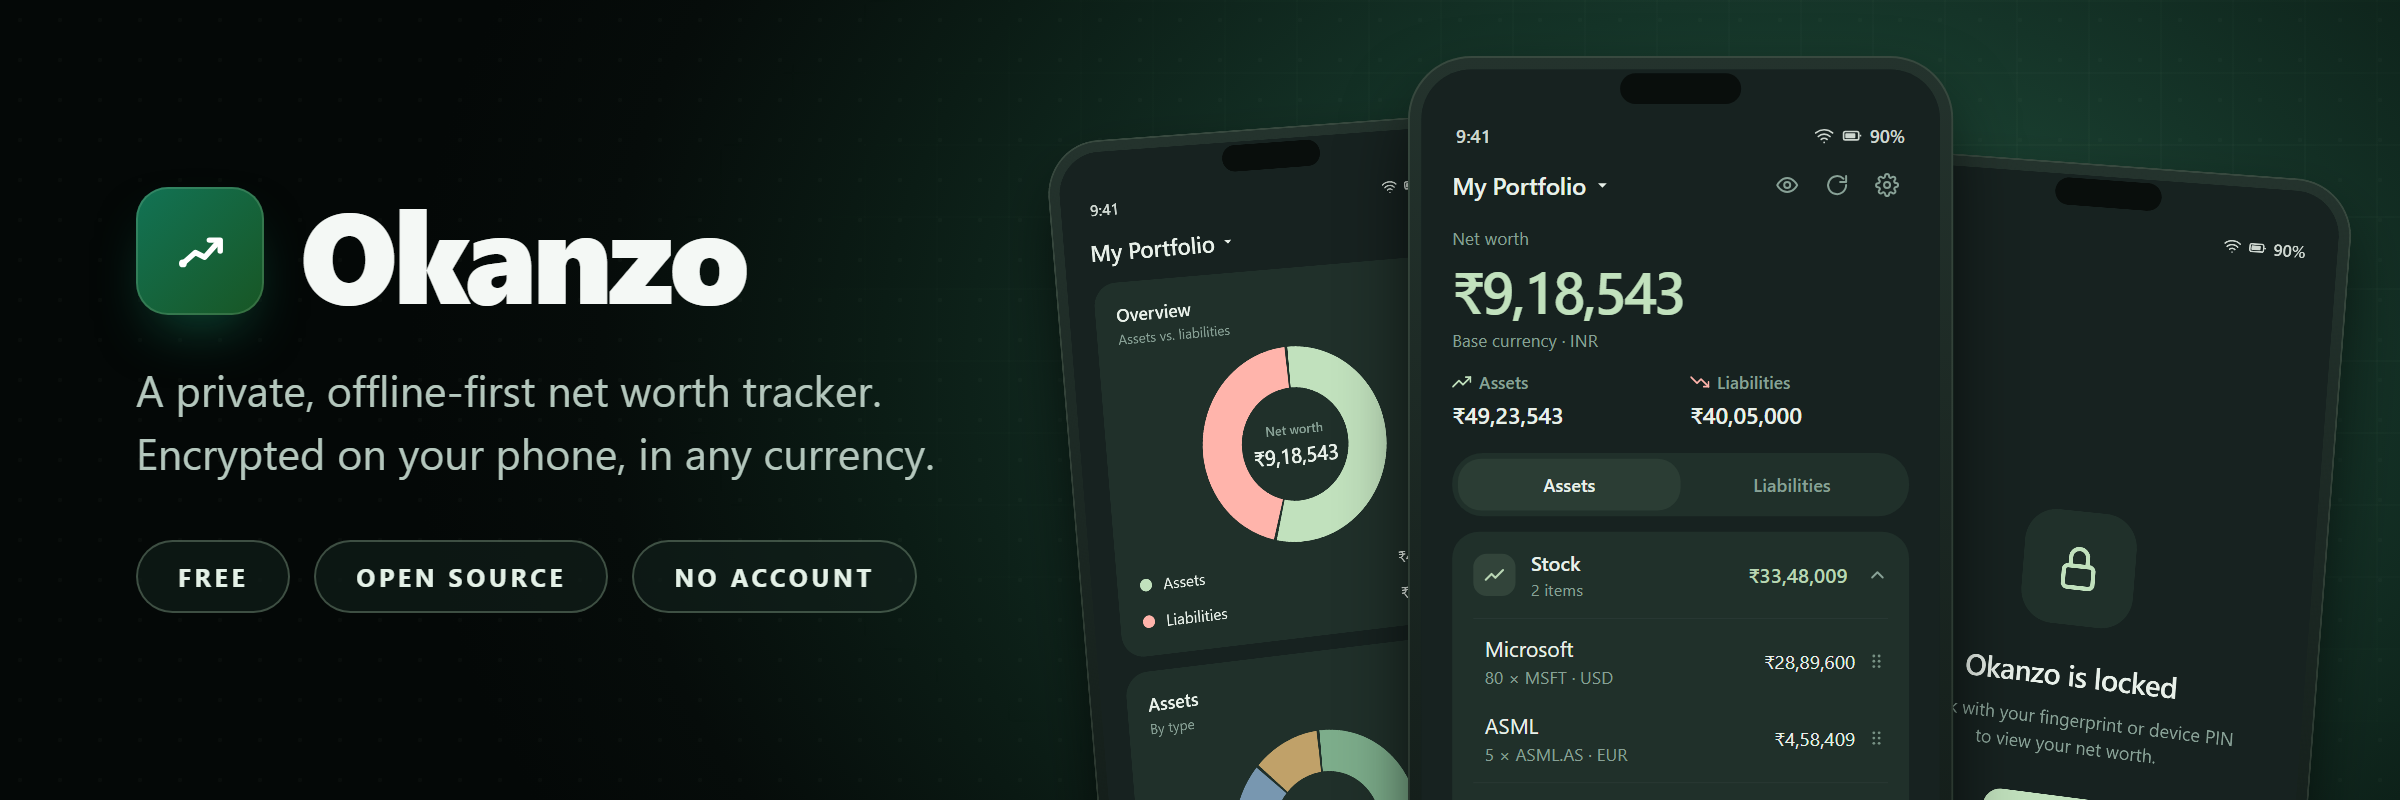 Okanzo
A private, offline-first net worth tracker.
Encrypted on your phone, in any currency.
FREE
OPEN SOURCE
NO ACCOUNT
9:41
My Portfolio
Overview
Assets vs. liabilities
Net worth
₹9,18,543
Assets
Liabilities
Assets
By type
9:41
90%
My Portfolio
Net worth
₹9,18,543
Base currency · INR
Assets
Liabilities
₹49,23,543
₹40,05,000
Assets
Liabilities
Stock
₹33,48,009
2 items
Microsoft
₹28,89,600
80 × MSFT · USD
ASML
₹4,58,409
5 × ASML.AS · EUR
90%
Okanzo is locked
with your fingerprint or device PIN
to view your net worth.